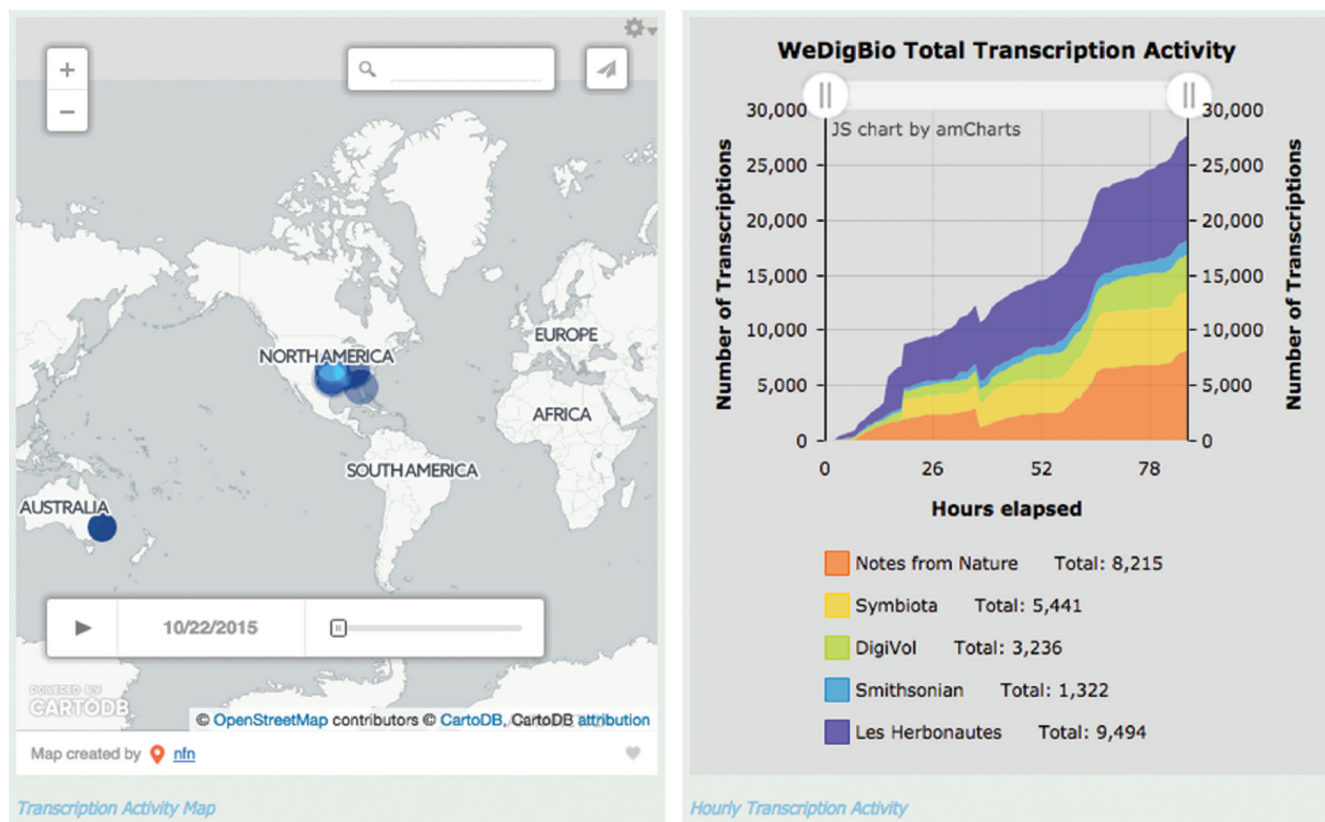 +
−
NORTH AMERICA
EUROPE
AFRICA
SOUTH AMERICA
AUSTRALIA
10/22/2015
POWERED BY
CARTODB
© OpenStreetMap contributors © CartoDB, CartoDB attribution
Map created by nfn
Transcription Activity Map
WeDigBio Total Transcription Activity
JS chart by amCharts
Number of Transcriptions
30,000
25,000
20,000
15,000
10,000
5,000
0
30,000
25,000
20,000
15,000
10,000
5,000
0
Number of Transcriptions
0 26 52 78
Hours elapsed
Notes from Nature Total: 8,215
Symbiota Total: 5,441
DigiVol Total: 3,236
Smithsonian Total: 1,322
Les Herbonautes Total: 9,494
Hourly Transcription Activity